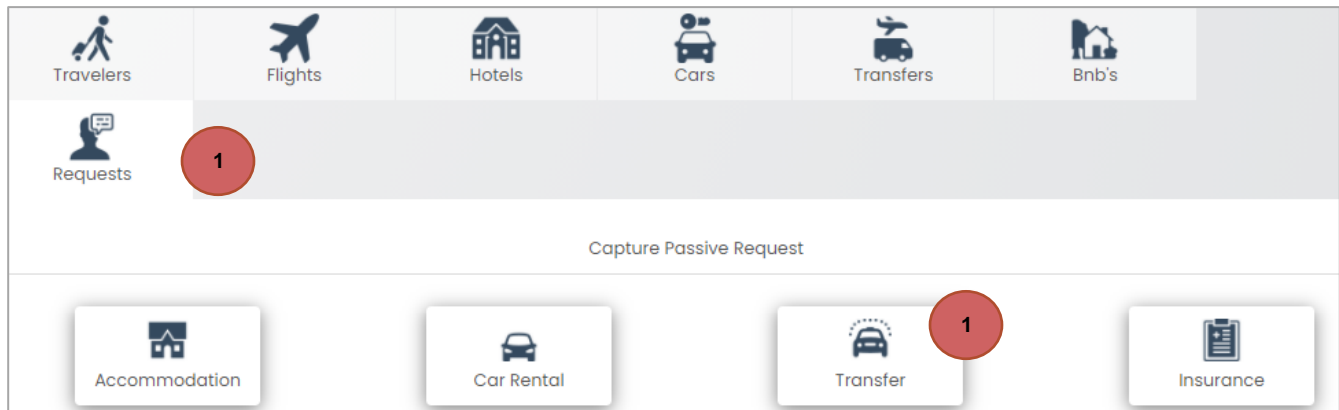 Travelers Flights Hotels Cars Transfers Bnb's
Requests 1
Capture Passive Request
1
Accommodation Car Rental Transfer Insurance